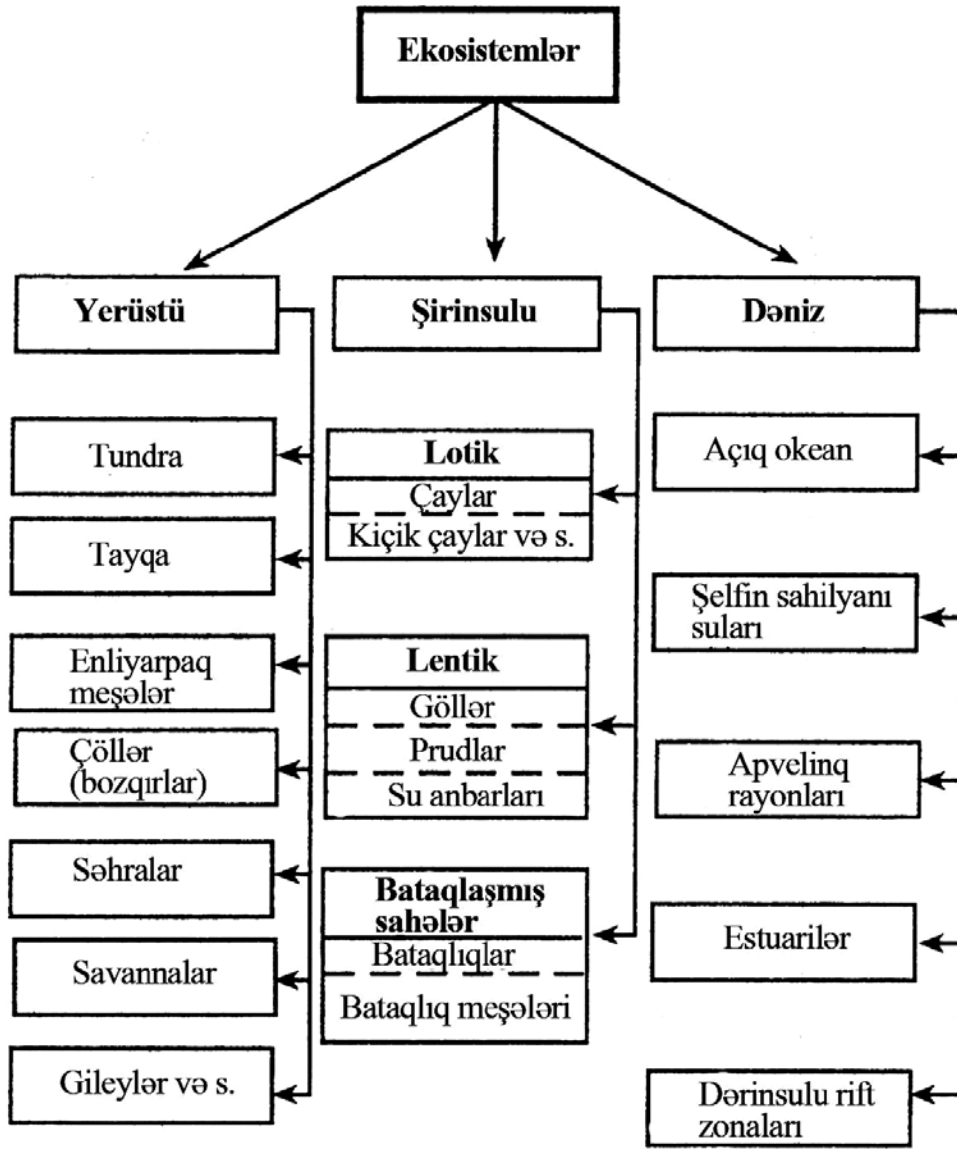 Ekosistemlər
Yerüstü
Tundra
Tayqa
Enliyarpaq
meşələr
Çöllər
(bozqırlar)
Səhralar
Savannalar
Gileylər və s.
Şirinsulu
Lotik
Çaylar
Kiçik çaylar və s.
Lentik
Göllər
Prudlar
Su anbarları
Bataqlaşmış
sahələr
Bataqlıqlar
Bataqlıq meşələri
Dəniz
Açıq okean
Şelfin sahilyanı
suları
Apvelinq
rayonları
Estuarilər
Dərinsulu rift
zonaları